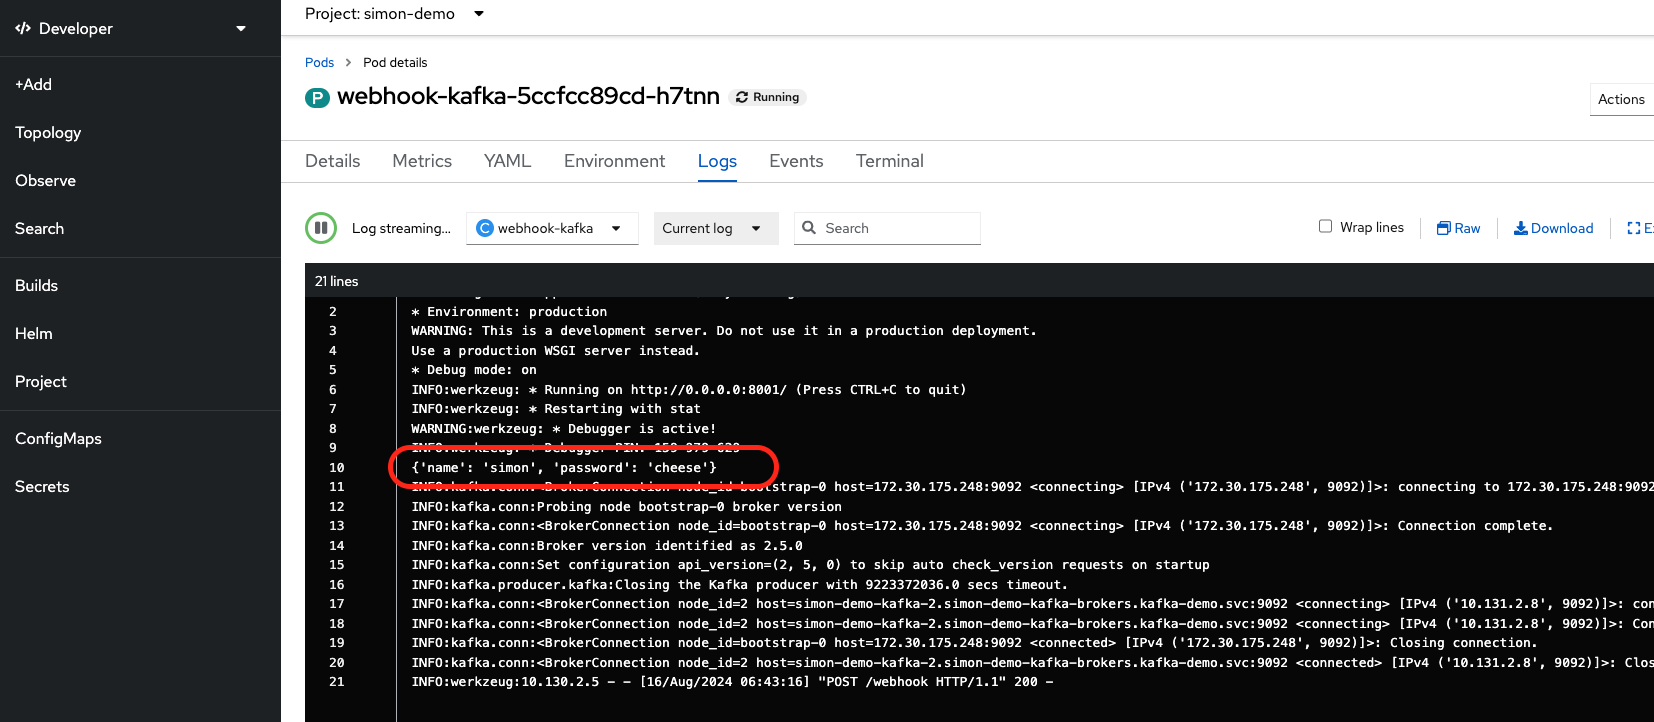 Developer
Project: simon-demo
+Add
Topology
Observe
Search
Builds
Helm
Project
ConfigMaps
Secrets
Pods > Pod details
P webhook-kafka-5ccfcc89cd-h7tnn Running
Actions
Details Metrics YAML Environment Logs Events Terminal
Log streaming... C webhook-kafka Current log Search Wrap lines Raw Download
21 lines
2 * Environment: production
3 WARNING: This is a development server. Do not use it in a production deployment.
4 Use a production WSGI server instead.
5 * Debug mode: on
6 INFO:werkzeug: * Running on http://0.0.0.0:8001/ (Press CTRL+C to quit)
7 INFO:werkzeug: * Restarting with stat
8 WARNING:werkzeug: * Debugger is active!
9 INFO:werkzeug: * Debugger PIN:
10 {'name': 'simon', 'password': 'cheese'}
11 INFO:kafka.conn:<BrokerConnection node_id=bootstrap-0 host=172.30.175.248:9092 <connecting> [IPv4 ('172.30.175.248', 9092)]>: connecting to 172.30.175.248:9092
12 INFO:kafka.conn:Probing node bootstrap-0 broker version
13 INFO:kafka.conn:<BrokerConnection node_id=bootstrap-0 host=172.30.175.248:9092 <connecting> [IPv4 ('172.30.175.248', 9092)]>: Connection complete.
14 INFO:kafka.conn:Broker version identified as 2.5.0
15 INFO:kafka.conn:Set configuration api_version=(2, 5, 0) to skip auto check_version requests on startup
16 INFO:kafka.producer.kafka:Closing the Kafka producer with 9223372036.0 secs timeout.
17 INFO:kafka.conn:<BrokerConnection node_id=2 host=simon-demo-kafka-2.simon-demo-kafka-brokers.kafka-demo.svc:9092 <connecting> [IPv4 ('10.131.2.8', 9092)]>: con
18 INFO:kafka.conn:<BrokerConnection node_id=2 host=simon-demo-kafka-2.simon-demo-kafka-brokers.kafka-demo.svc:9092 <connecting> [IPv4 ('10.131.2.8', 9092)]>: Con
19 INFO:kafka.conn:<BrokerConnection node_id=bootstrap-0 host=172.30.175.248:9092 <connected> [IPv4 ('172.30.175.248', 9092)]>: Closing connection.
20 INFO:kafka.conn:<BrokerConnection node_id=2 host=simon-demo-kafka-2.simon-demo-kafka-brokers.kafka-demo.svc:9092 <connected> [IPv4 ('10.131.2.8', 9092)]>: Clos
21 INFO:werkzeug:10.130.2.5 - - [16/Aug/2024 06:43:16] "POST /webhook HTTP/1.1" 200 -